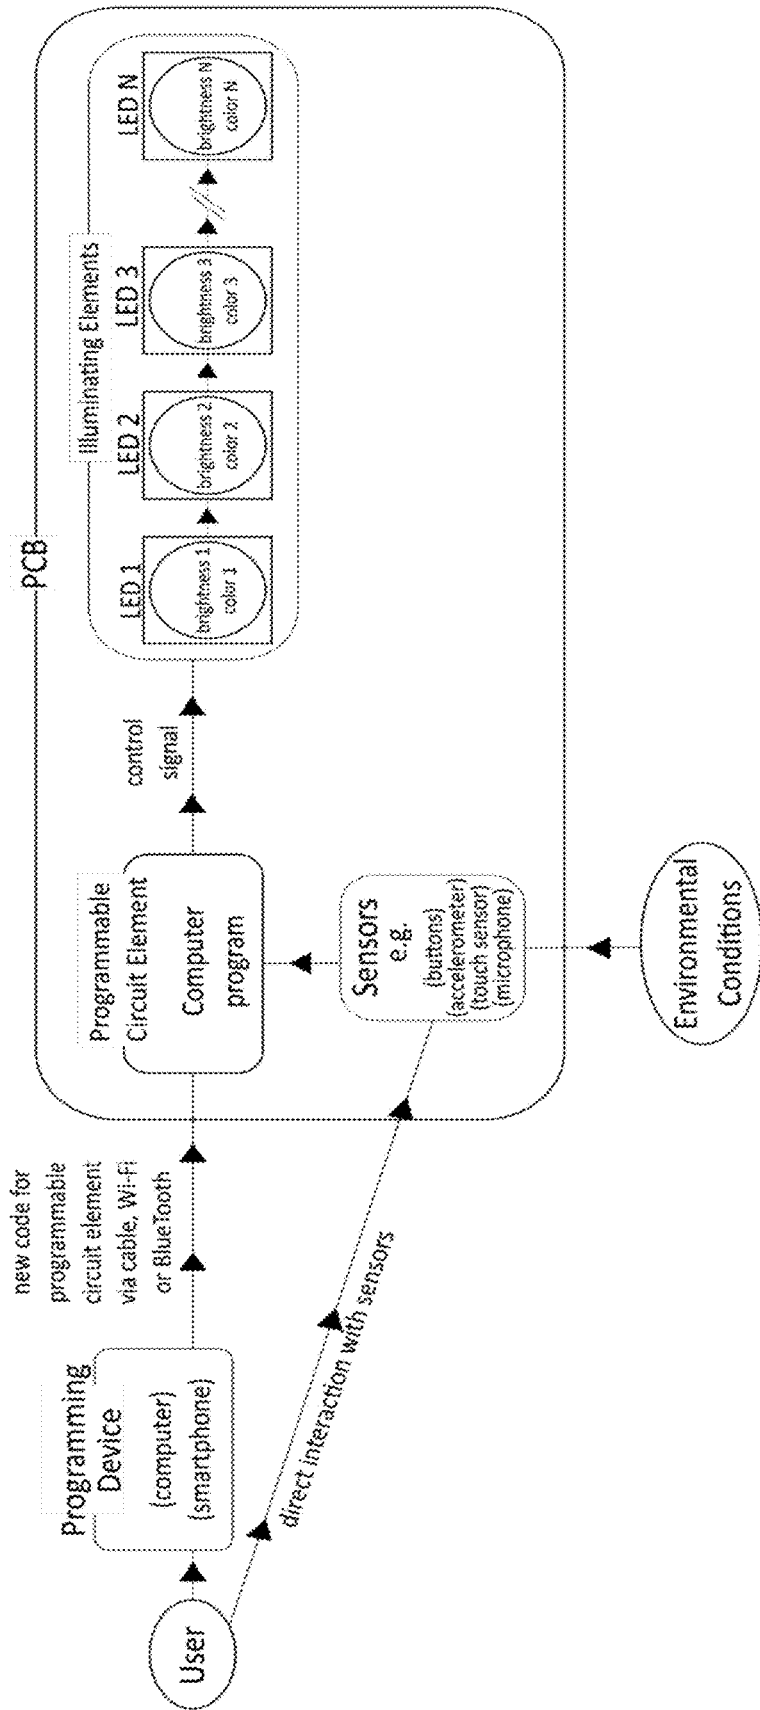 User
Programming
Device
(computer)
(smartphone)
new code for
programmable
circuit element
via cable, Wi-Fi
or BlueTooth
direct interaction with sensors
PCB
Programmable
Circuit Element
Computer
program
Sensors
e.g.
(buttons)
(accelerometer)
(touch sensor)
(microphone)
Environmental
Conditions
control
signal
Illuminating Elements
LED 1
brightness 1
color 1
LED 2
brightness 2
color 2
LED 3
brightness 3
color 3
LED N
brightness N
color N